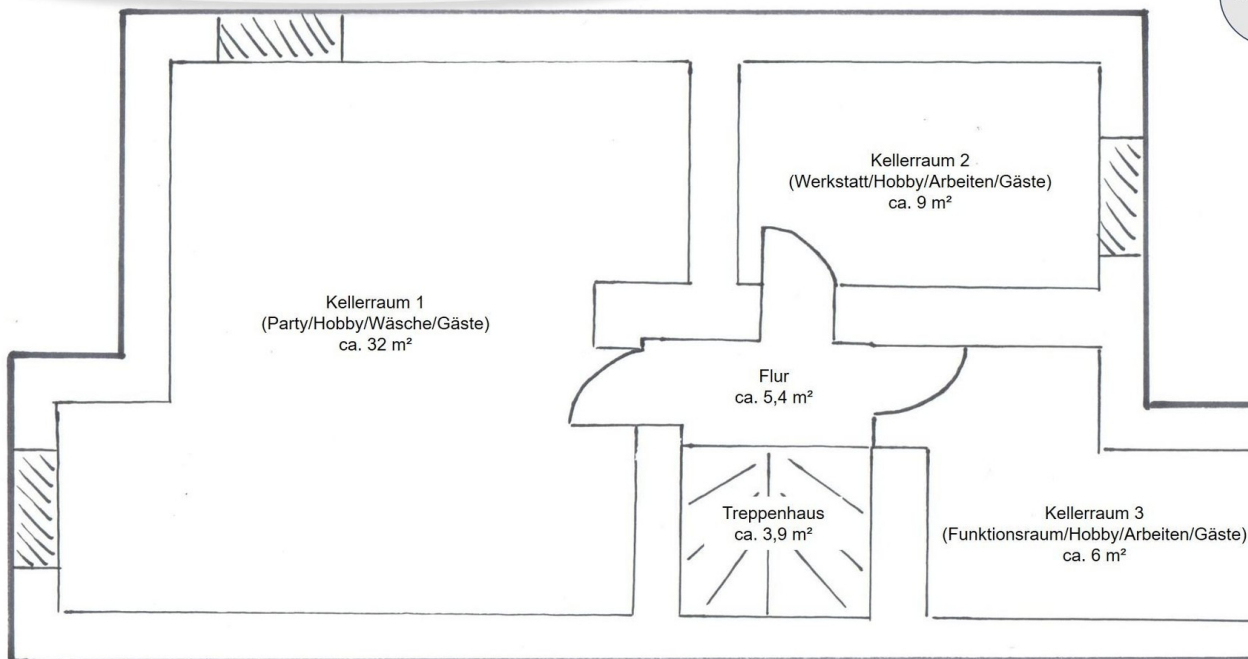 Kellerraum 1
(Party/Hobby/Wäsche/Gäste)
ca. 32 m²
Kellerraum 2
(Werkstatt/Hobby/Arbeiten/Gäste)
ca. 9 m²
Flur
ca. 5,4 m²
Treppenhaus
ca. 3,9 m²
Kellerraum 3
(Funktionsraum/Hobby/Arbeiten/Gäste)
ca. 6 m²